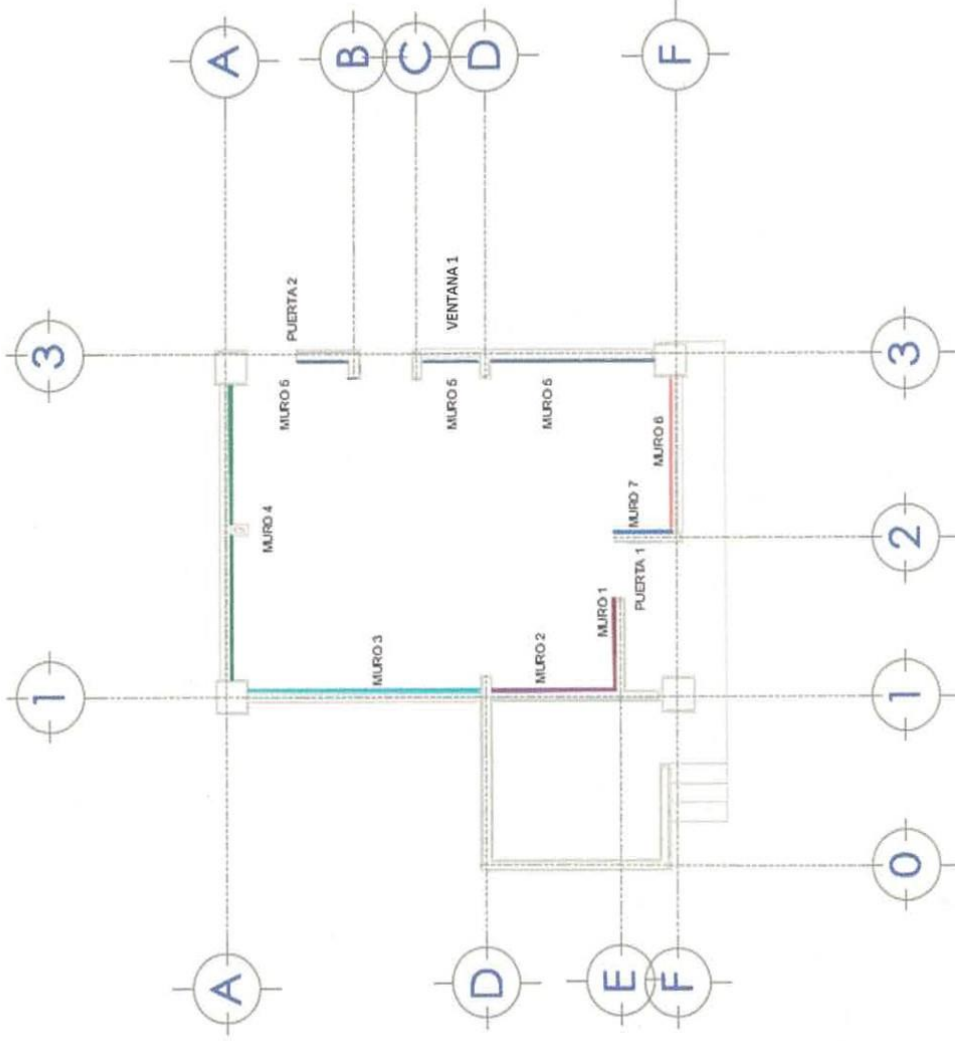 1
3
A
A
MURO 4
MURO 5
PUERTA 2
B
MURO 3
C
MURO 5
VENTANA 1
D
D
MURO 2
MURO 5
MURO 1
E
MURO 7
PUERTA 1
MURO 6
F
F
0
1
2
3